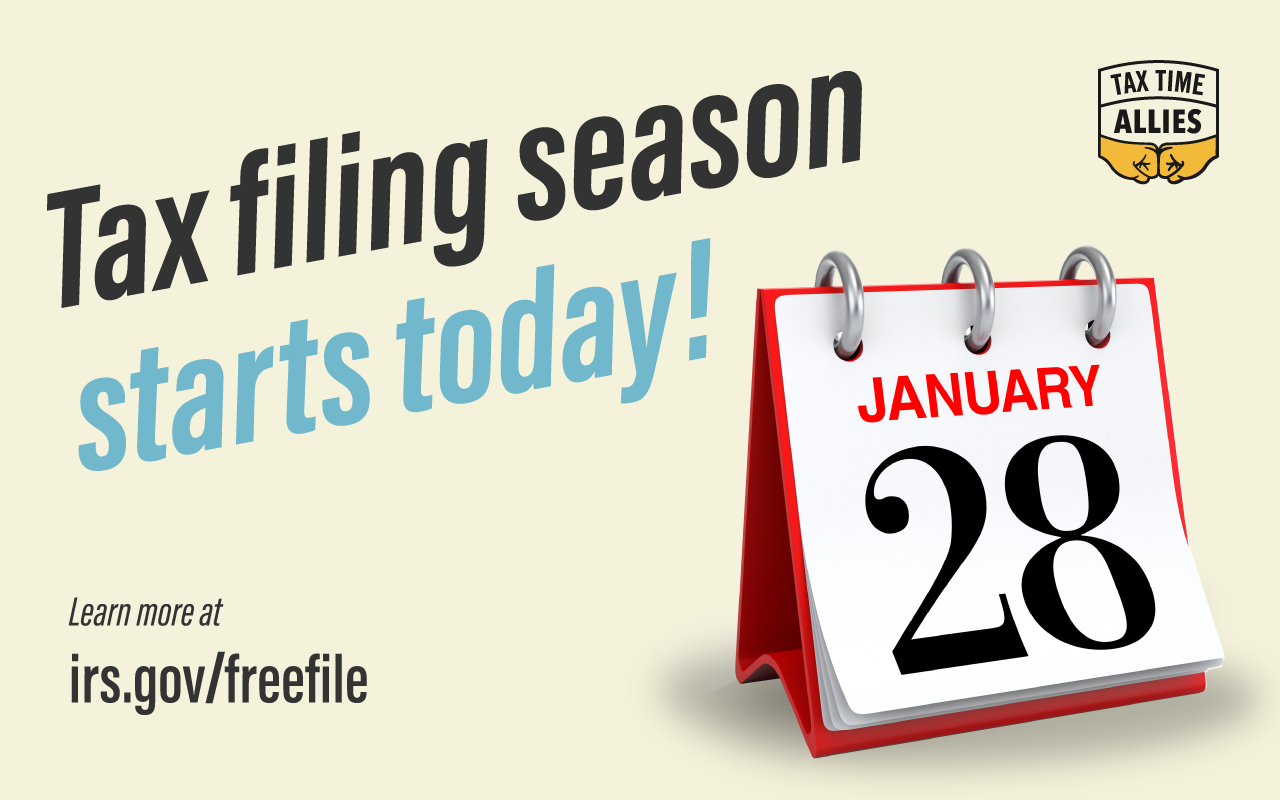 Tax filing season
starts today!
TAX TIME
ALLIES
JANUARY
28
Learn more at
irs.gov/freefile